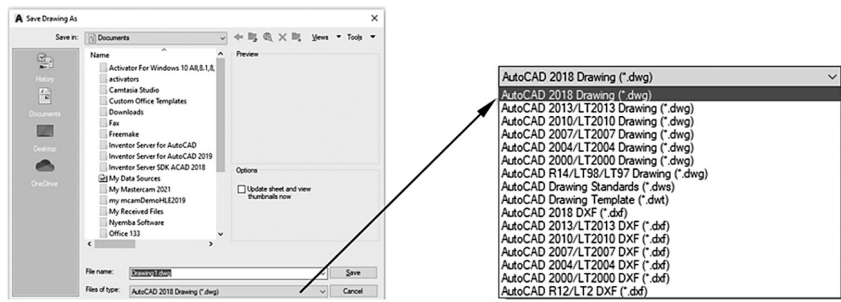 A Save Drawing As
Save in: Documents
Views Tools
History
Documents
Desktop
OneDrive
Name
Activator For Windows 10 All,8.1,8,
activators
Camtasia Studio
Custom Office Templates
Downloads
Fax
Freemake
Inventor Server for AutoCAD
Inventor Server for AutoCAD 2019
Inventor Server SDK ACAD 2018
My Data Sources
My Mastercam 2021
my mcamDemoHLE2019
My Received Files
Nyemba Software
Office 133
Preview
Options
Update sheet and view
thumbnails now
File name: Drawing1.dwg Save
Files of type: AutoCAD 2018 Drawing (*.dwg) Cancel
AutoCAD 2018 Drawing (*.dwg)
AutoCAD 2018 Drawing (*.dwg)
AutoCAD 2013/LT2013 Drawing (*.dwg)
AutoCAD 2010/LT2010 Drawing (*.dwg)
AutoCAD 2007/LT2007 Drawing (*.dwg)
AutoCAD 2004/LT2004 Drawing (*.dwg)
AutoCAD 2000/LT2000 Drawing (*.dwg)
AutoCAD R14/LT98/LT97 Drawing (*.dwg)
AutoCAD Drawing Standards (*.dws)
AutoCAD Drawing Template (*.dwt)
AutoCAD 2018 DXF (*.dxf)
AutoCAD 2013/LT2013 DXF (*.dxf)
AutoCAD 2010/LT2010 DXF (*.dxf)
AutoCAD 2007/LT2007 DXF (*.dxf)
AutoCAD 2004/LT2004 DXF (*.dxf)
AutoCAD 2000/LT2000 DXF (*.dxf)
AutoCAD R12/LT2 DXF (*.dxf)